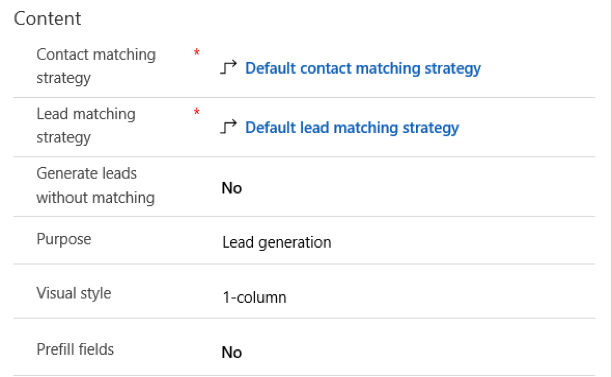 Content
Contact matching strategy * Default contact matching strategy
Lead matching strategy * Default lead matching strategy
Generate leads without matching No
Purpose Lead generation
Visual style 1-column
Prefill fields No